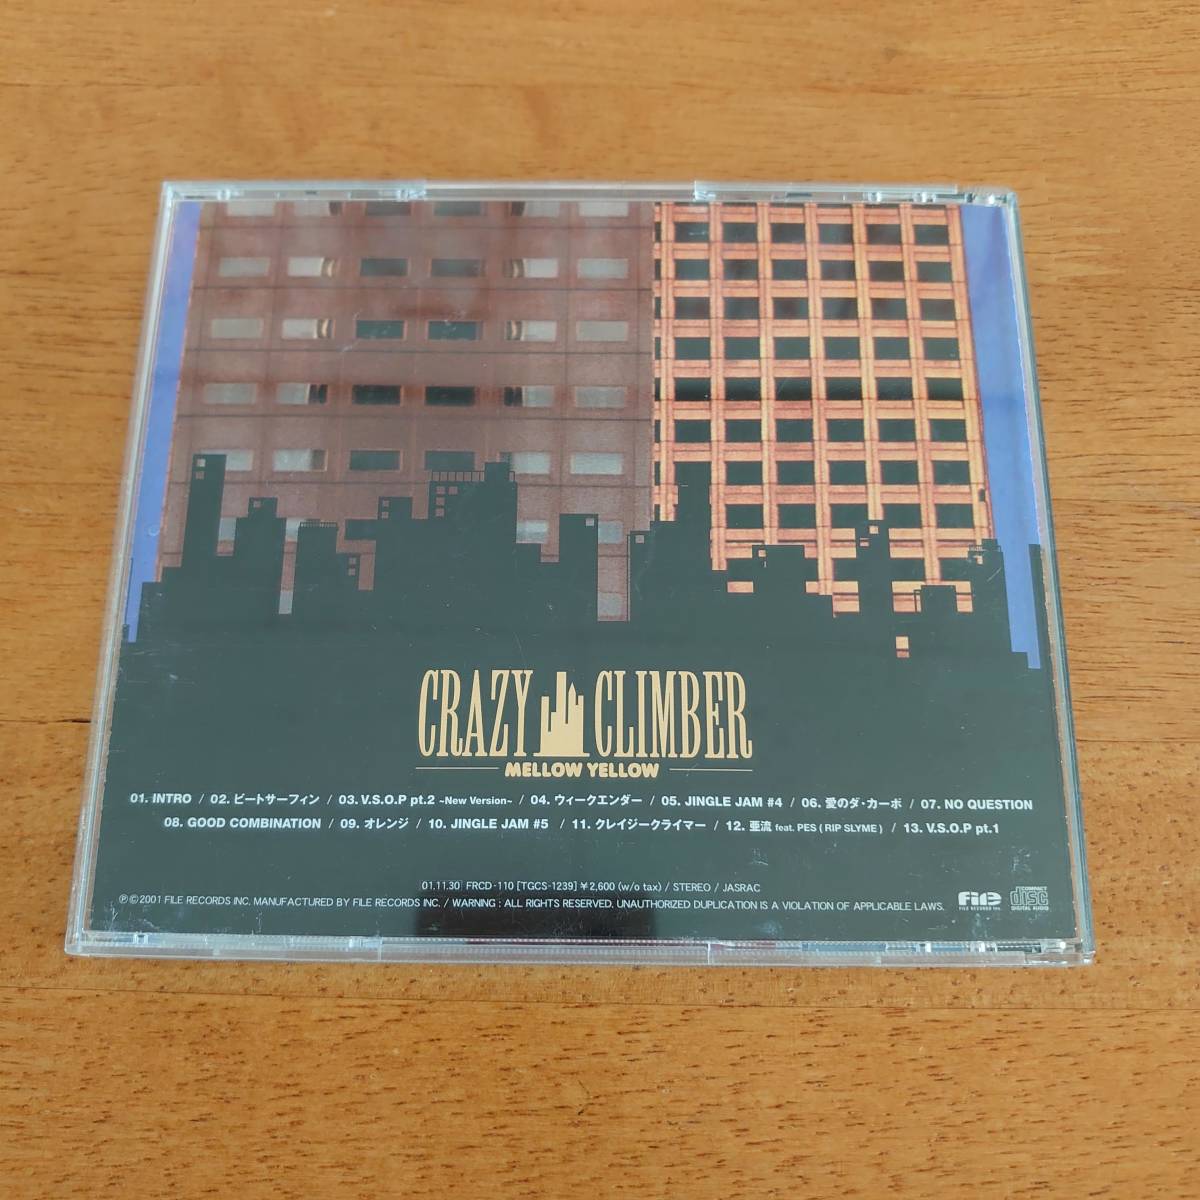 CRAZY CLIMBER
MELLOW YELLOW
01. INTRO / 02. ビートサーフィン / 03. V.S.O.P pt.2 ~New Version~ / 04. ウィークエンダー / 05. JINGLE JAM #4 / 06. 愛のダ・カーポ / 07. NO QUESTION
08. GOOD COMBINATION / 09. オレンジ / 10. JINGLE JAM #5 / 11. クレイジークライマー / 12. 亜流 feat. PES ( RIP SLYME ) / 13. V.S.O.P pt.1
01.11.30 FRCD-110 [TGCS-1239] ¥2,600 (w/o tax) / STEREO / JASRAC
Ⓟ©2001 FILE RECORDS INC. MANUFACTURED BY FILE RECORDS INC. / WARNING : ALL RIGHTS RESERVED. UNAUTHORIZED DUPLICATION IS A VIOLATION OF APPLICABLE LAWS.
FILE
FILE RECORDS INC.
COMPACT
disc
DIGITAL AUDIO